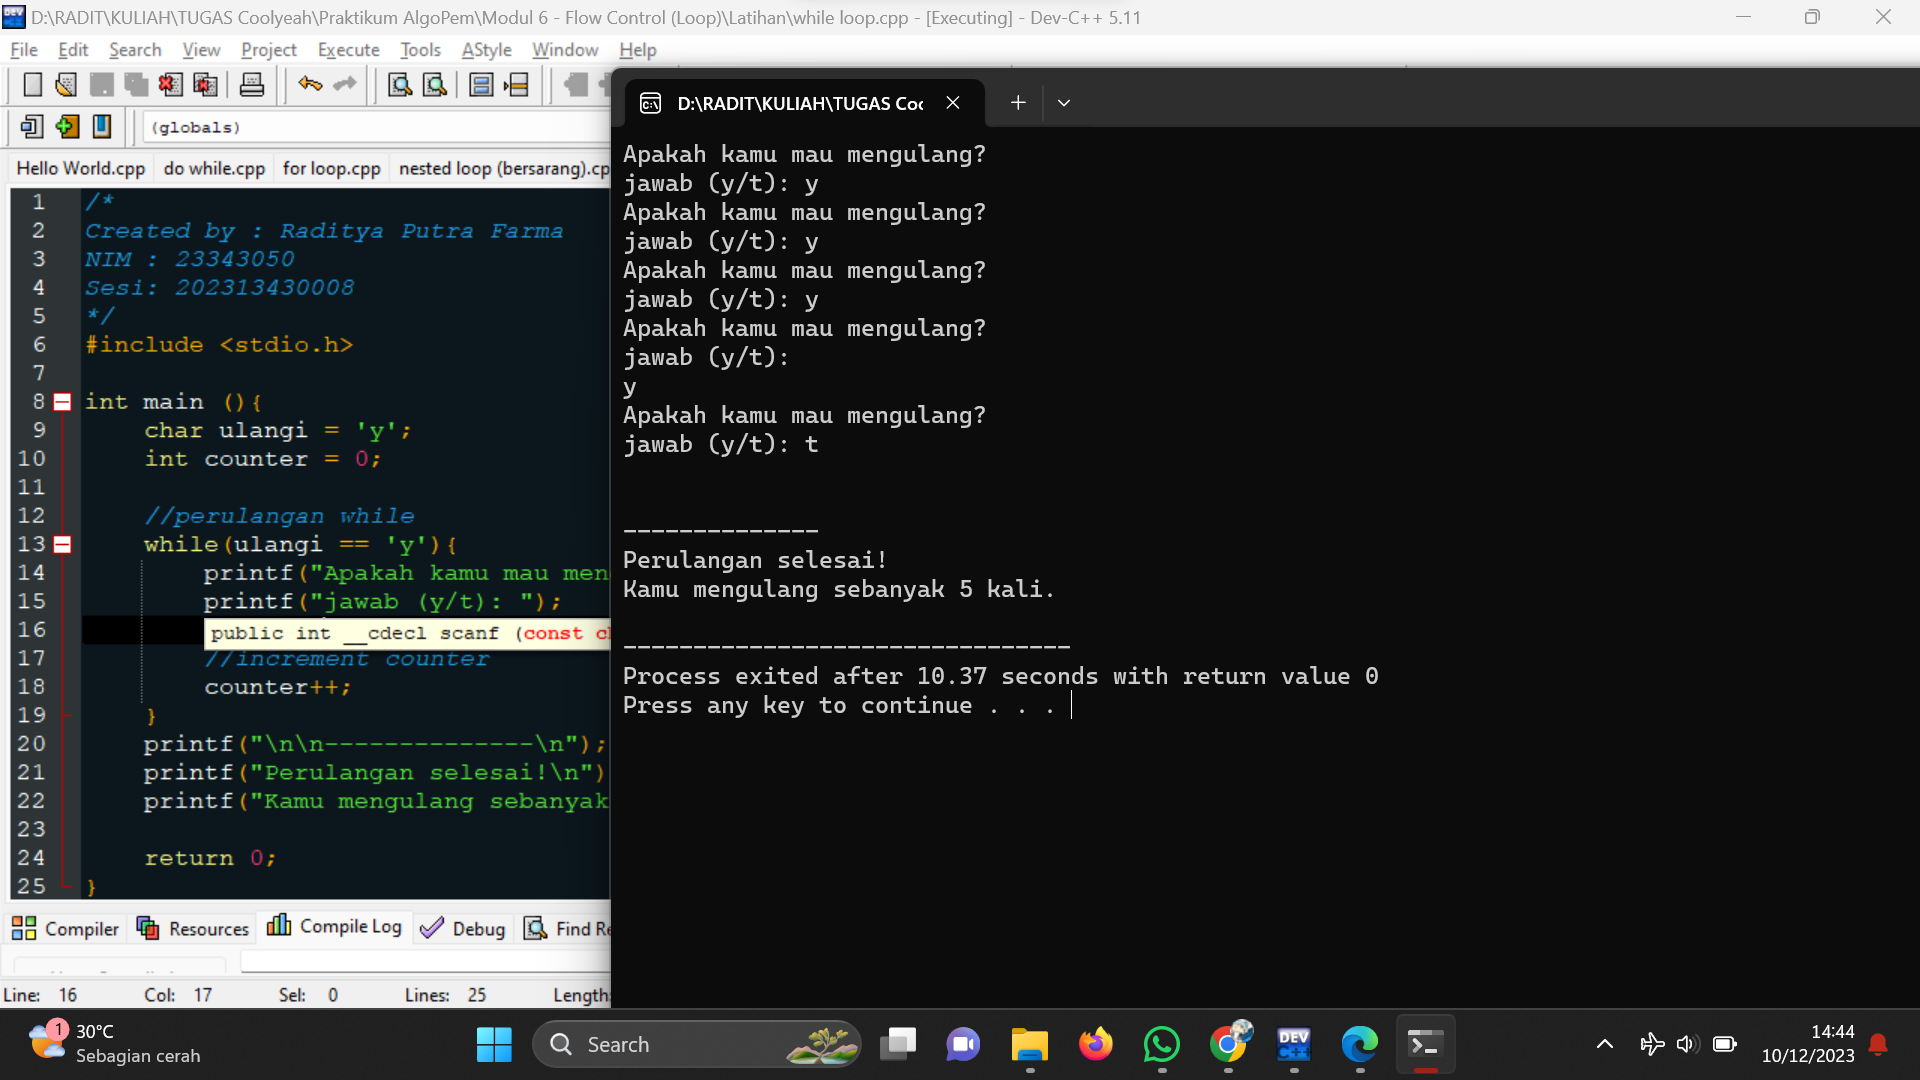 D:\RADIT\KULIAH\TUGAS Coolyeah\Praktikum AlgoPem\Modul 6 - Flow Control (Loop)\Latihan\while loop.cpp - [Executing] - Dev-C++ 5.11
File Edit Search View Project Execute Tools AStyle Window Help
(globals)
Hello World.cpp do while.cpp for loop.cpp nested loop (bersarang).cp
1 /*
2 Created by : Raditya Putra Farma
3 NIM : 23343050
4 Sesi: 202313430008
5 */
6 #include <stdio.h>
7
8 int main (){
9 char ulangi = 'y';
10 int counter = 0;
11
12 //perulangan while
13 while(ulangi == 'y'){
14 printf("Apakah kamu mau men
15 printf("jawab (y/t): ");
16 public int __cdecl scanf (const c
17 //increment counter
18 counter++;
19 }
20 printf("\n\n--------------\n");
21 printf("Perulangan selesai!\n")
22 printf("Kamu mengulang sebanyak
23
24 return 0;
25 }
Compiler Resources Compile Log Debug Find Re
Line: 16 Col: 17 Sel: 0 Lines: 25 Length:
D:\RADIT\KULIAH\TUGAS Coo
Apakah kamu mau mengulang?
jawab (y/t): y
Apakah kamu mau mengulang?
jawab (y/t): y
Apakah kamu mau mengulang?
jawab (y/t): y
Apakah kamu mau mengulang?
jawab (y/t):
y
Apakah kamu mau mengulang?
jawab (y/t): t
--------------
Perulangan selesai!
Kamu mengulang sebanyak 5 kali.
--------------------------------
Process exited after 10.37 seconds with return value 0
Press any key to continue . . .
1 30°C
Sebagian cerah
Search
DEV C++
14:44
10/12/2023